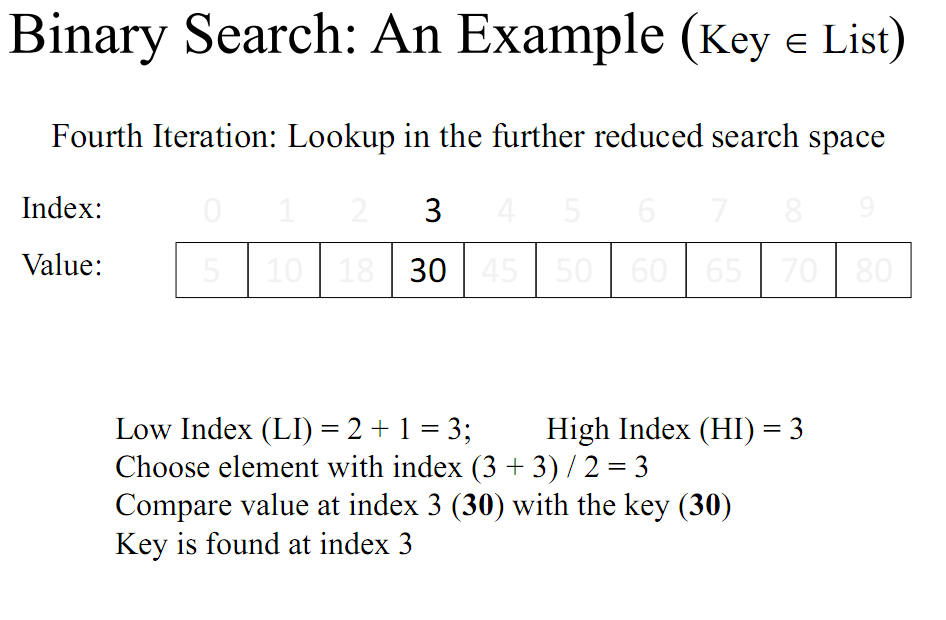 Binary Search: An Example (Key ∈ List)
Fourth Iteration: Lookup in the further reduced search space
Index: 0 1 2 3 4 5 6 7 8 9
Value: 5 10 18 30 45 50 60 65 70 80
Low Index (LI) = 2 + 1 = 3; High Index (HI) = 3
Choose element with index (3 + 3) / 2 = 3
Compare value at index 3 (30) with the key (30)
Key is found at index 3